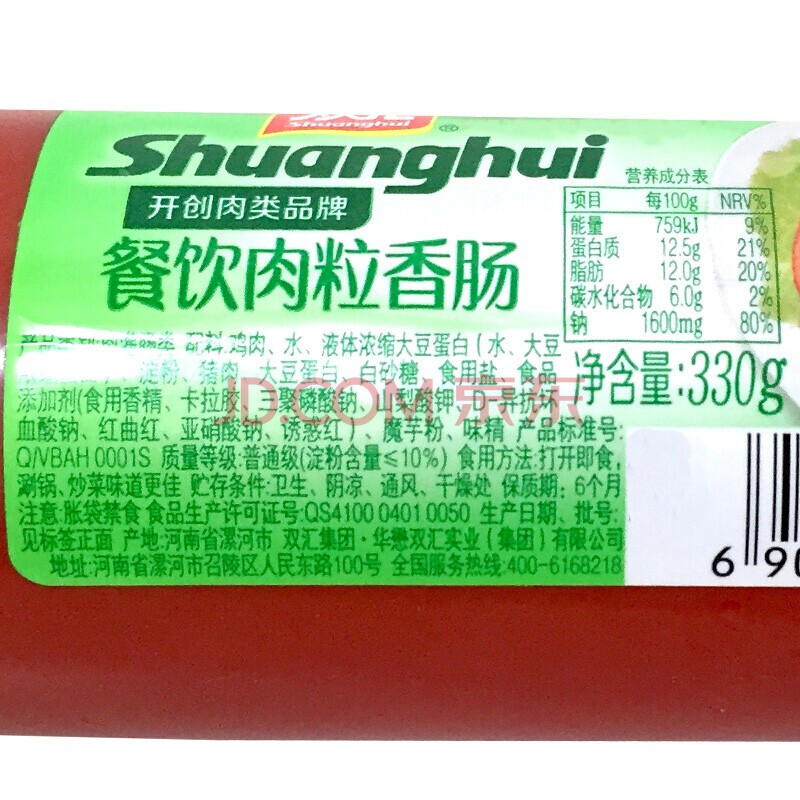 Shuanghui
Shuanghui®
开创肉类品牌
餐饮肉粒香肠
营养成分表
项目 每100g NRV%
能量 759kJ 9%
蛋白质 12.5g 21%
脂肪 12.0g 20%
碳水化合物 6.0g 2%
钠 1600mg 80%
净含量:330g
配料:鸡肉、水、液体浓缩大豆蛋白(水、大豆
淀粉、猪肉、大豆蛋白、白砂糖、食用盐、食品
添加剂(食用香精、卡拉胶、三聚磷酸钠、山梨酸钾、D-异抗坏
血酸钠、红曲红、亚硝酸钠、诱惑红)、魔芋粉、味精 产品标准号:
Q/VBAH 0001S 质量等级:普通级(淀粉含量≤10%) 食用方法:打开即食,
涮锅、炒菜味道更佳 贮存条件:卫生、阴凉、通风、干燥处 保质期:6个月
注意:胀袋禁食 食品生产许可证号:QS4100 0401 0050 生产日期、批号:
见标签正面 产地:河南省漯河市 双汇集团·华懋双汇实业(集团)有限公司
地址:河南省漯河市召陵区人民东路100号 全国服务热线:400-6168218
JD.COM 京东
6 90